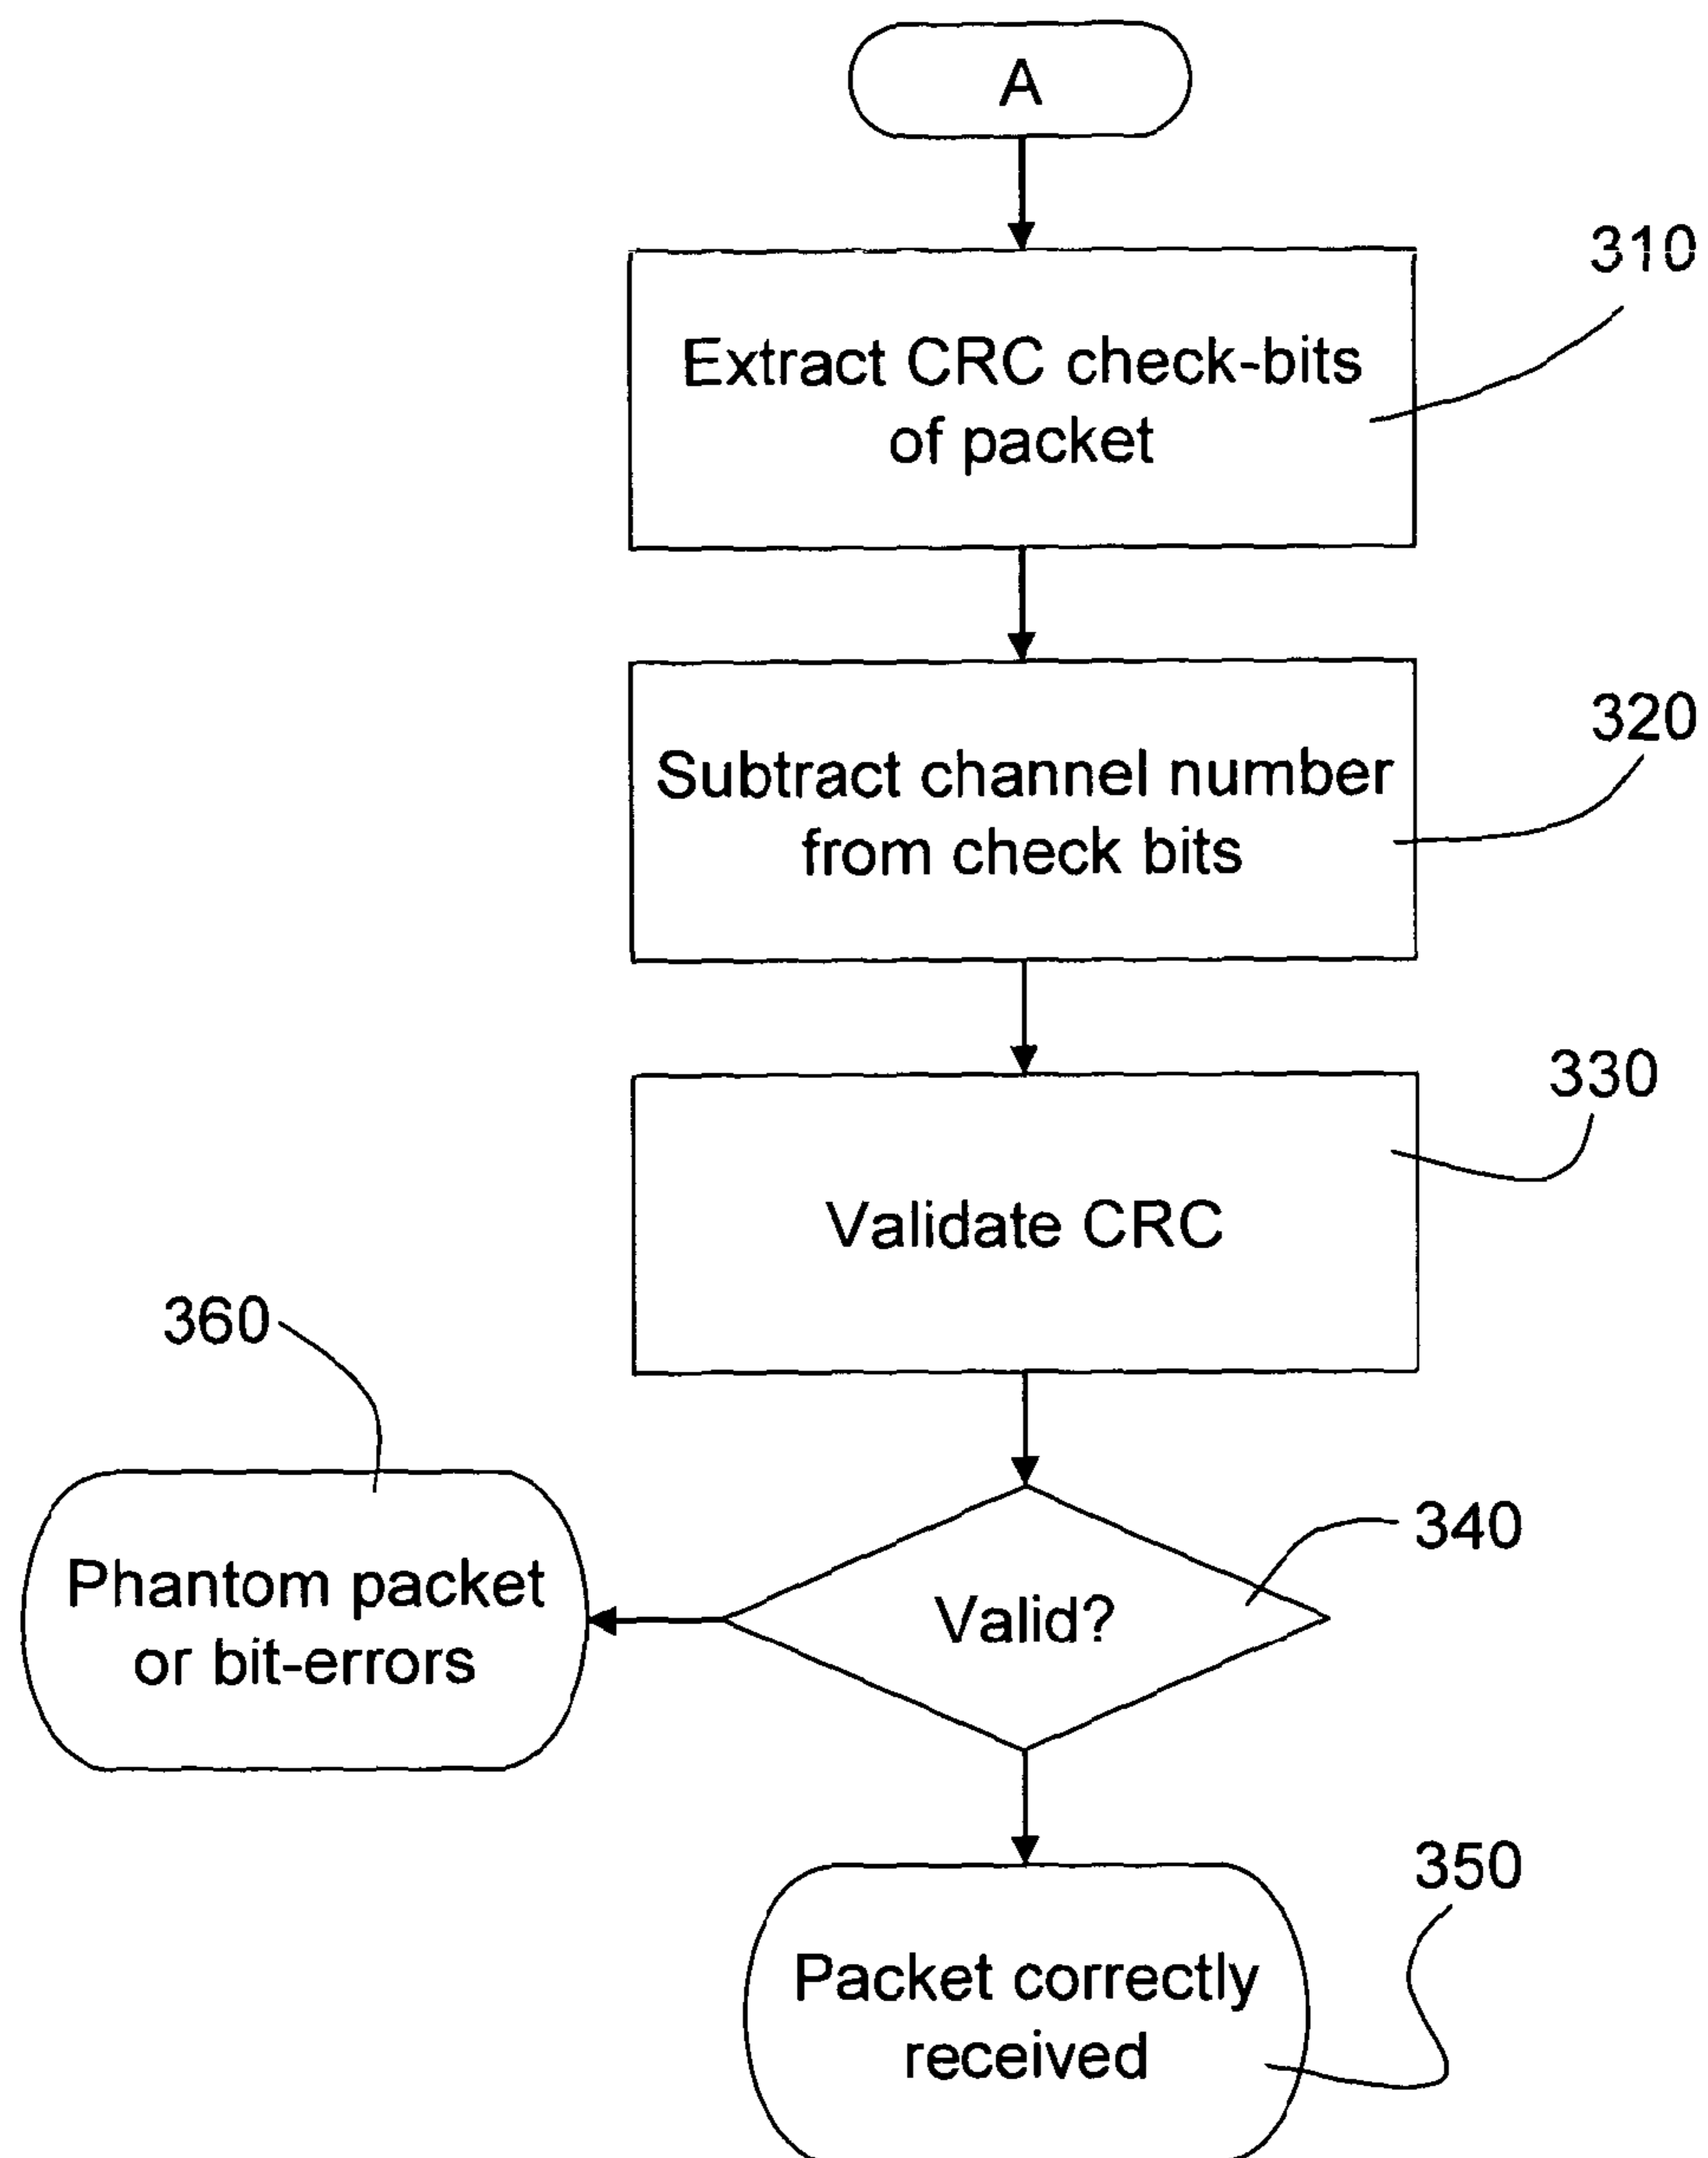 A
310
Extract CRC check-bits
of packet
320
Subtract channel number
from check bits
330
Validate CRC
360
340
Phantom packet
or bit-errors
Valid?
350
Packet correctly
received